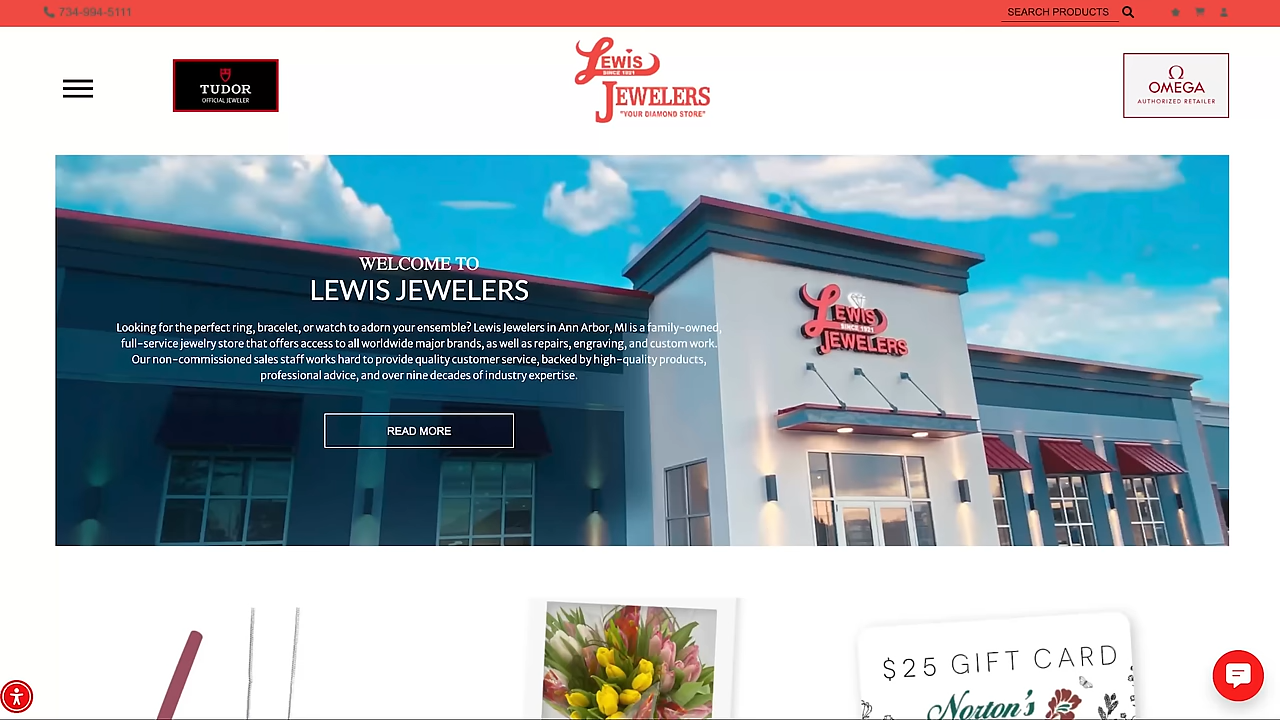 734-994-5111
SEARCH PRODUCTS
TUDOR
OFFICIAL JEWELER
LEWIS
SINCE 1921
JEWELERS
"YOUR DIAMOND STORE"
OMEGA
AUTHORIZED RETAILER
WELCOME TO
LEWIS JEWELERS
Looking for the perfect ring, bracelet, or watch to adorn your ensemble? Lewis Jewelers in Ann Arbor, MI is a family-owned,
full-service jewelry store that offers access to all worldwide major brands, as well as repairs, engraving, and custom work.
Our non-commissioned sales staff works hard to provide quality customer service, backed by high-quality products,
professional advice, and over nine decades of industry expertise.
READ MORE
LEWIS
SINCE 1921
JEWELERS
$25 GIFT CARD
Norton's